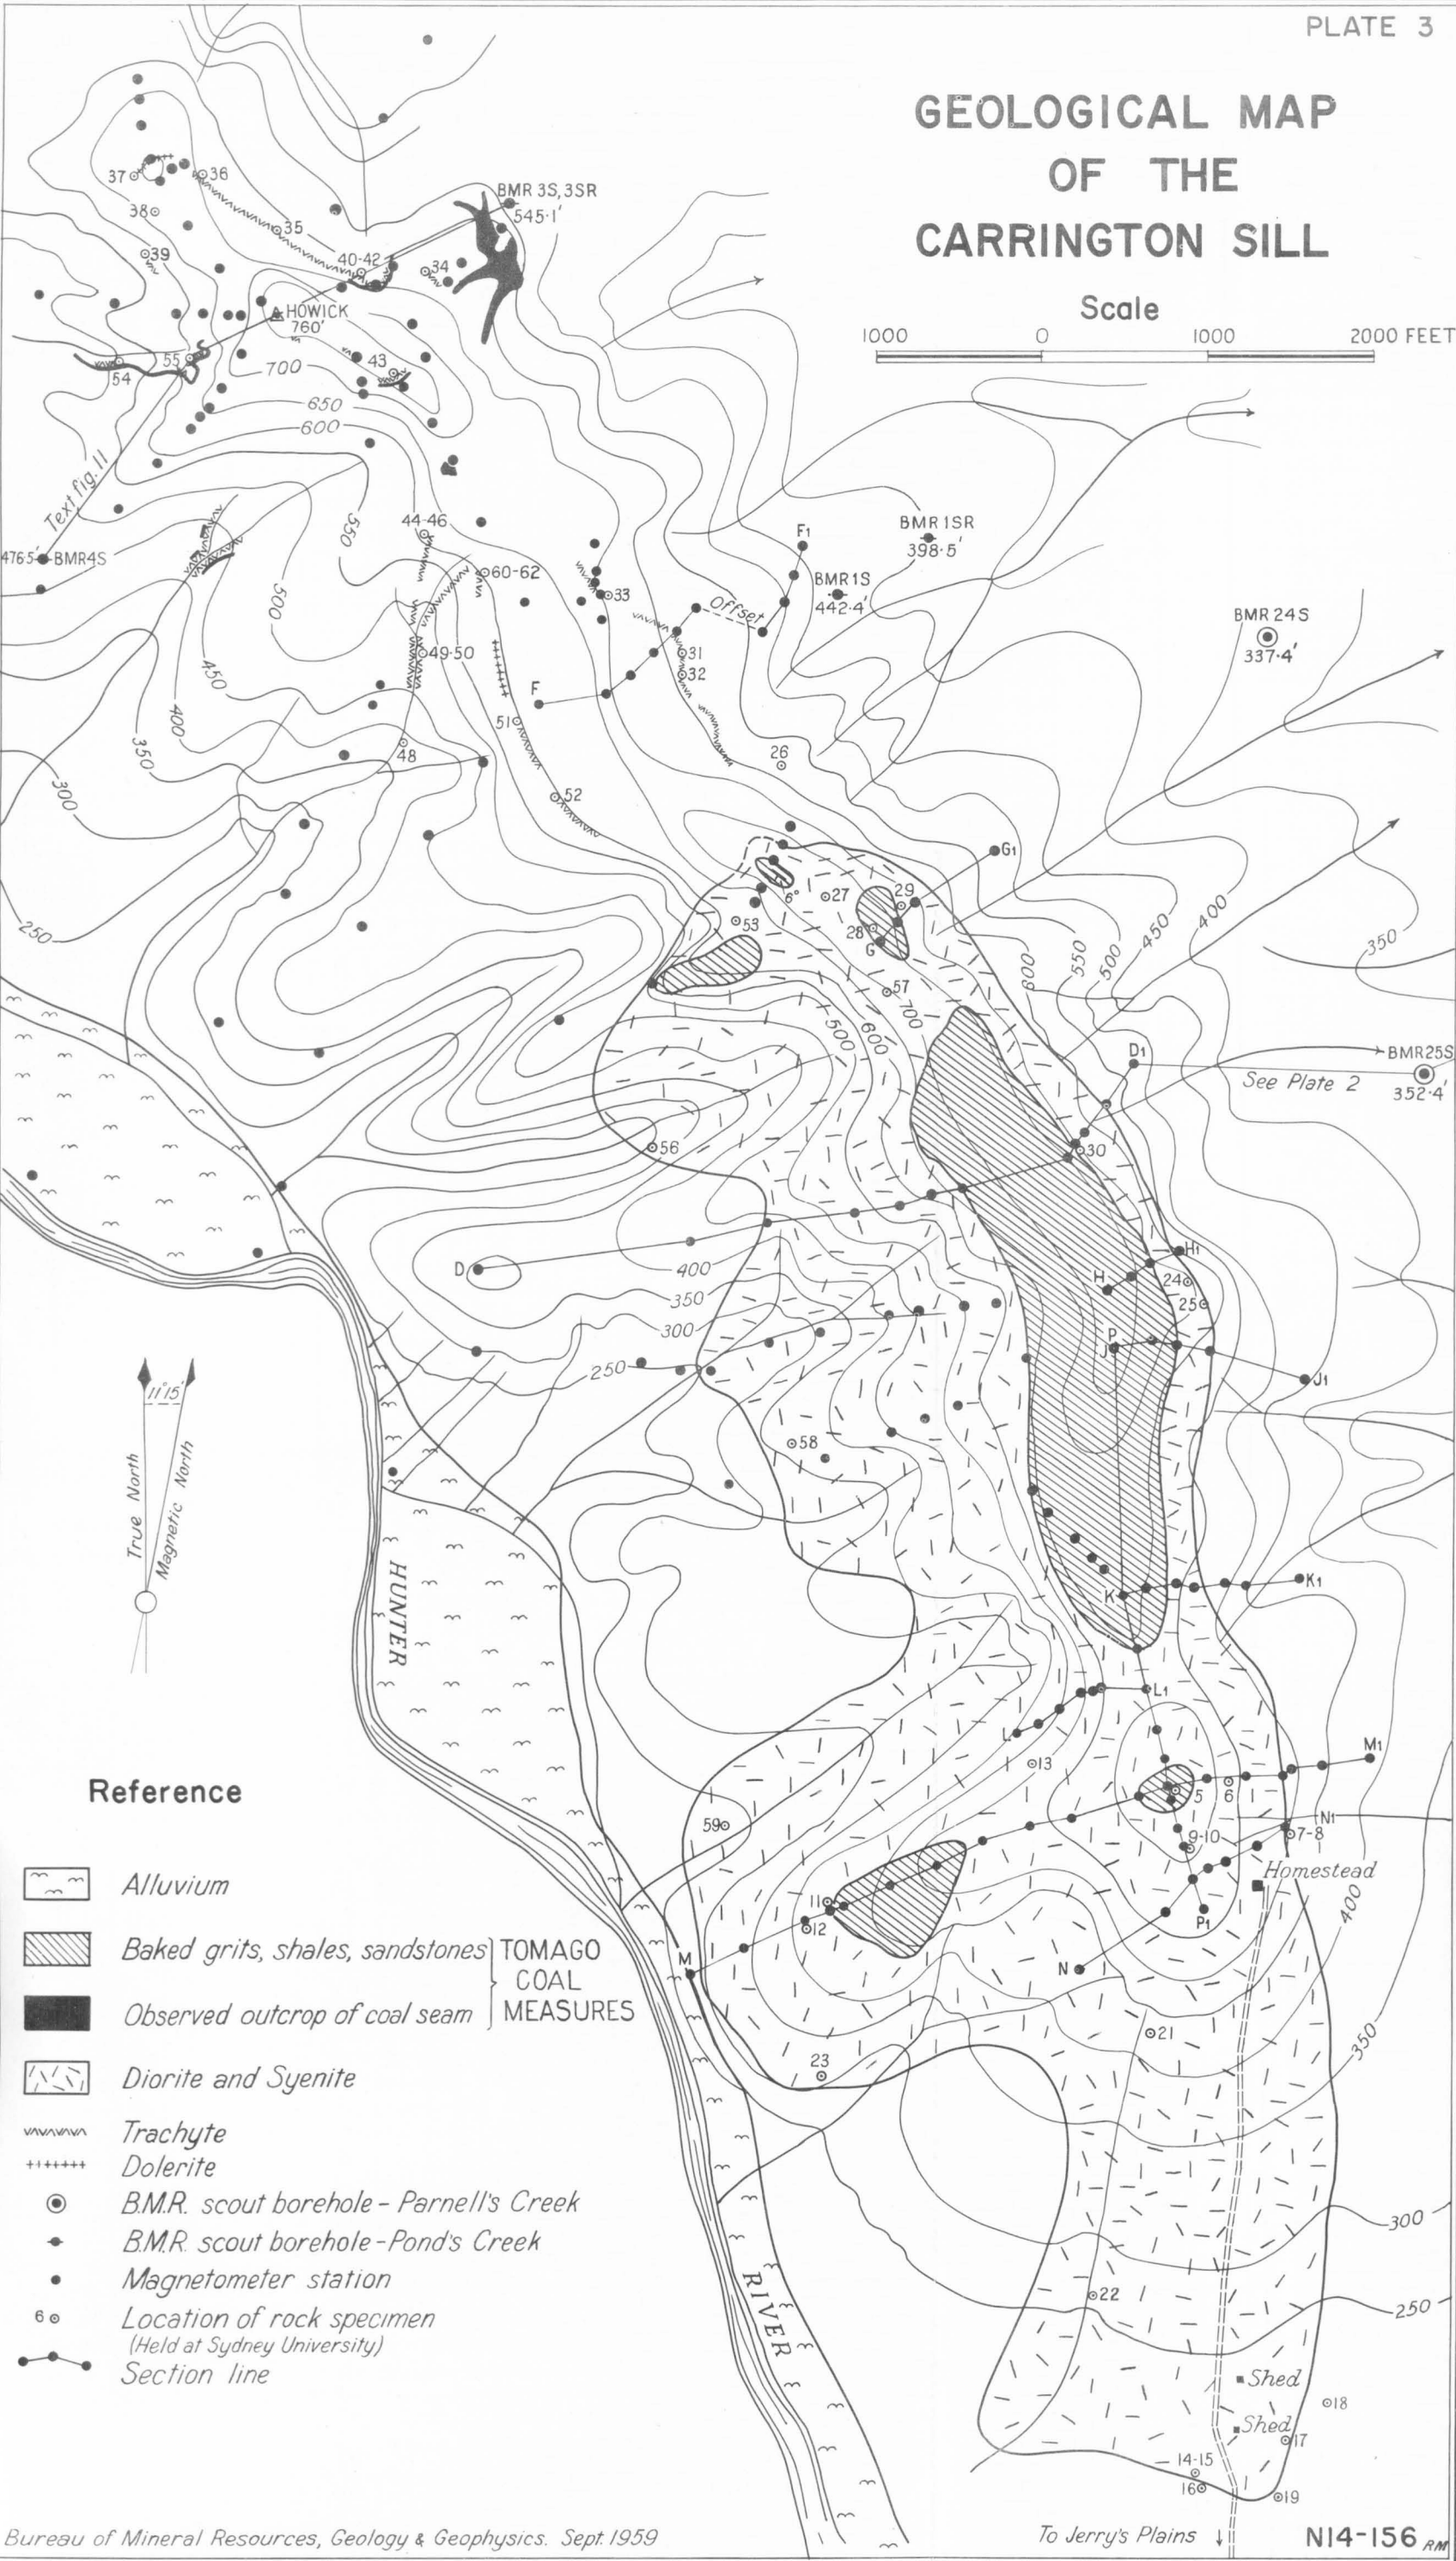 PLATE 3
GEOLOGICAL MAP
OF THE
CARRINGTON SILL
Scale
1000 0 1000 2000 FEET
37
36
38
35
39
40-42
34
BMR 3S, 3SR
545·1'
HOWICK
760'
54
55
43
700
650
600
Text fig. 11
476·5'
BMR4S
550
500
450
400
350
300
250
44-46
60-62
33
49-50
31
32
51
48
52
26
F
F1
Offset
BMR1S
442·4'
BMR1SR
398·5'
BMR 24S
337·4'
G1
6°
27
29
28
G
53
57
700
600
500
600
550
500
450
400
350
D1
BMR25S
352·4'
See Plate 2
30
56
D
400
350
300
250
H
H1
24
25
P
J
J1
58
11°15'
True North
Magnetic North
HUNTER
K
K1
L
L1
13
M1
5
6
59
N1
9-10
7-8
Homestead
11
12
M
P1
N
400
21
23
350
300
22
250
RIVER
Shed
Shed
18
17
14-15
16
19
Reference
Alluvium
Baked grits, shales, sandstones
Observed outcrop of coal seam
TOMAGO
COAL
MEASURES
Diorite and Syenite
Trachyte
Dolerite
B.M.R. scout borehole - Parnell's Creek
B.M.R. scout borehole - Pond's Creek
Magnetometer station
6 Location of rock specimen
(Held at Sydney University)
Section line
Bureau of Mineral Resources, Geology & Geophysics. Sept. 1959
To Jerry's Plains ↓
N14-156 RM